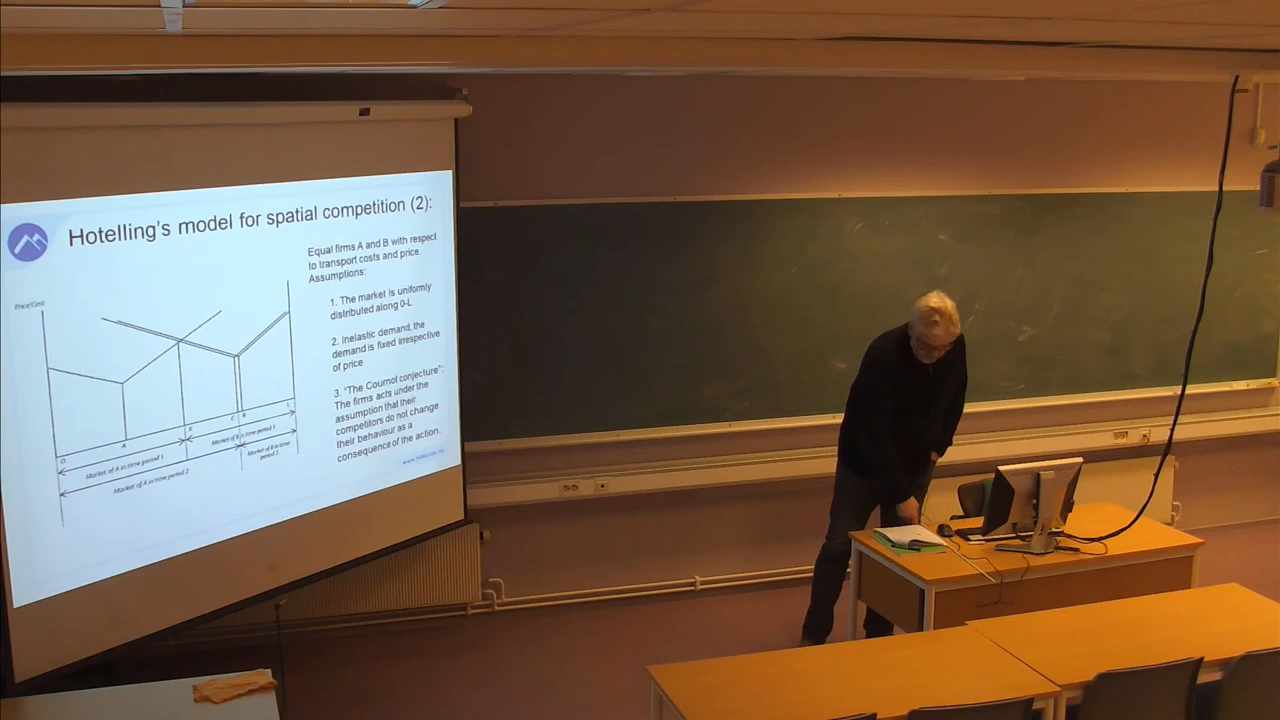 Hotelling's model for spatial competition (2):
Equal firms A and B with respect
to transport costs and price.
Assumptions:
1. The market is uniformly
distributed along 0-L
2. Inelastic demand, the
demand is fixed irrespective
of price
3. "The Cournot conjecture":
The firms acts under the
assumption that their
competitors do not change
their behaviour as a
consequence of the action.
Price/Cost
O
A
X
C
B
L
Market of A in time period 1
Market of B in time period 1
Market of A in time period 2
Market of B in time
period 2